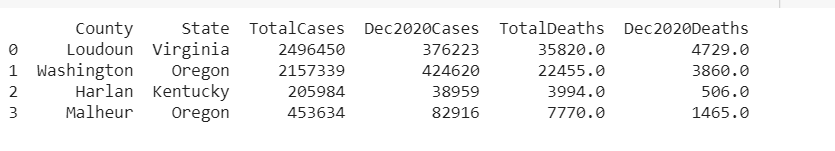 County State TotalCases Dec2020Cases TotalDeaths Dec2020Deaths
0 Loudoun Virginia 2496450 376223 35820.0 4729.0
1 Washington Oregon 2157339 424620 22455.0 3860.0
2 Harlan Kentucky 205984 38959 3994.0 506.0
3 Malheur Oregon 453634 82916 7770.0 1465.0